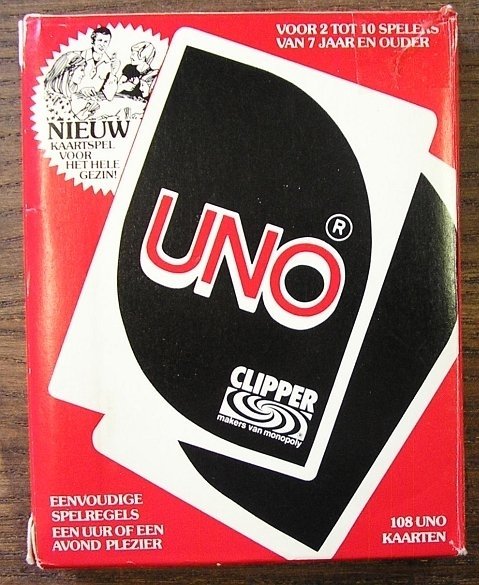 VOOR 2 TOT 10 SPELERS
VAN 7 JAAR EN OUDER
NIEUW
KAARTSPEL
VOOR
HET HELE
GEZIN!
UNO®
CLIPPER
makers van monopoly
EENVOUDIGE
SPELREGELS
EEN UUR OF EEN
AVOND PLEZIER
108 UNO
KAARTEN